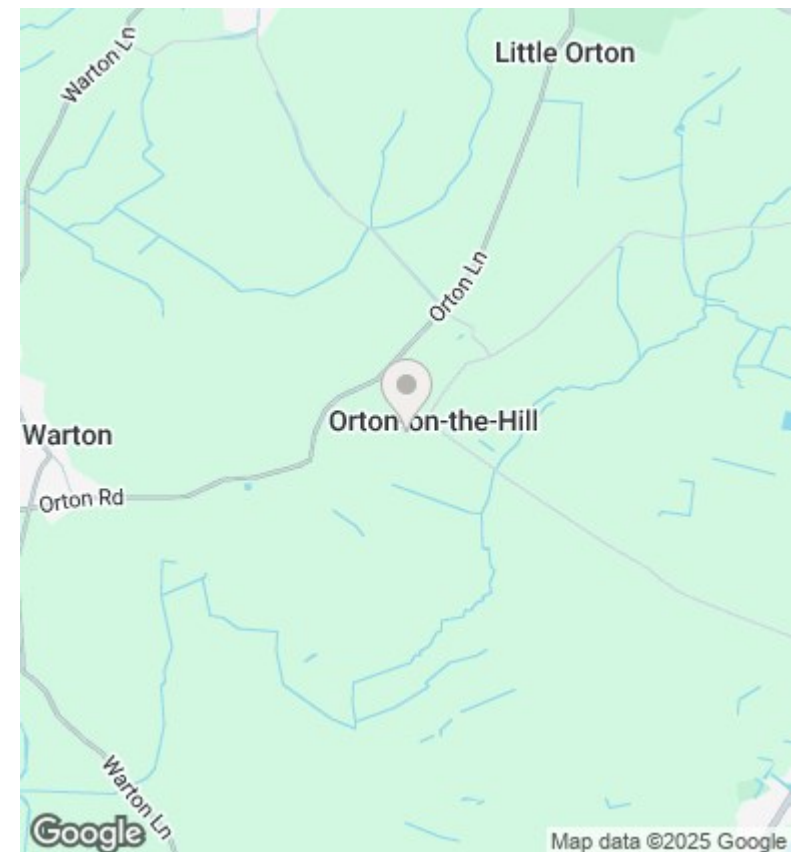 Little Orton
Warton Ln
Orton Ln
Orton-on-the-Hill
Warton
Orton Rd
Warton Ln
Google
Map data ©2025 Google